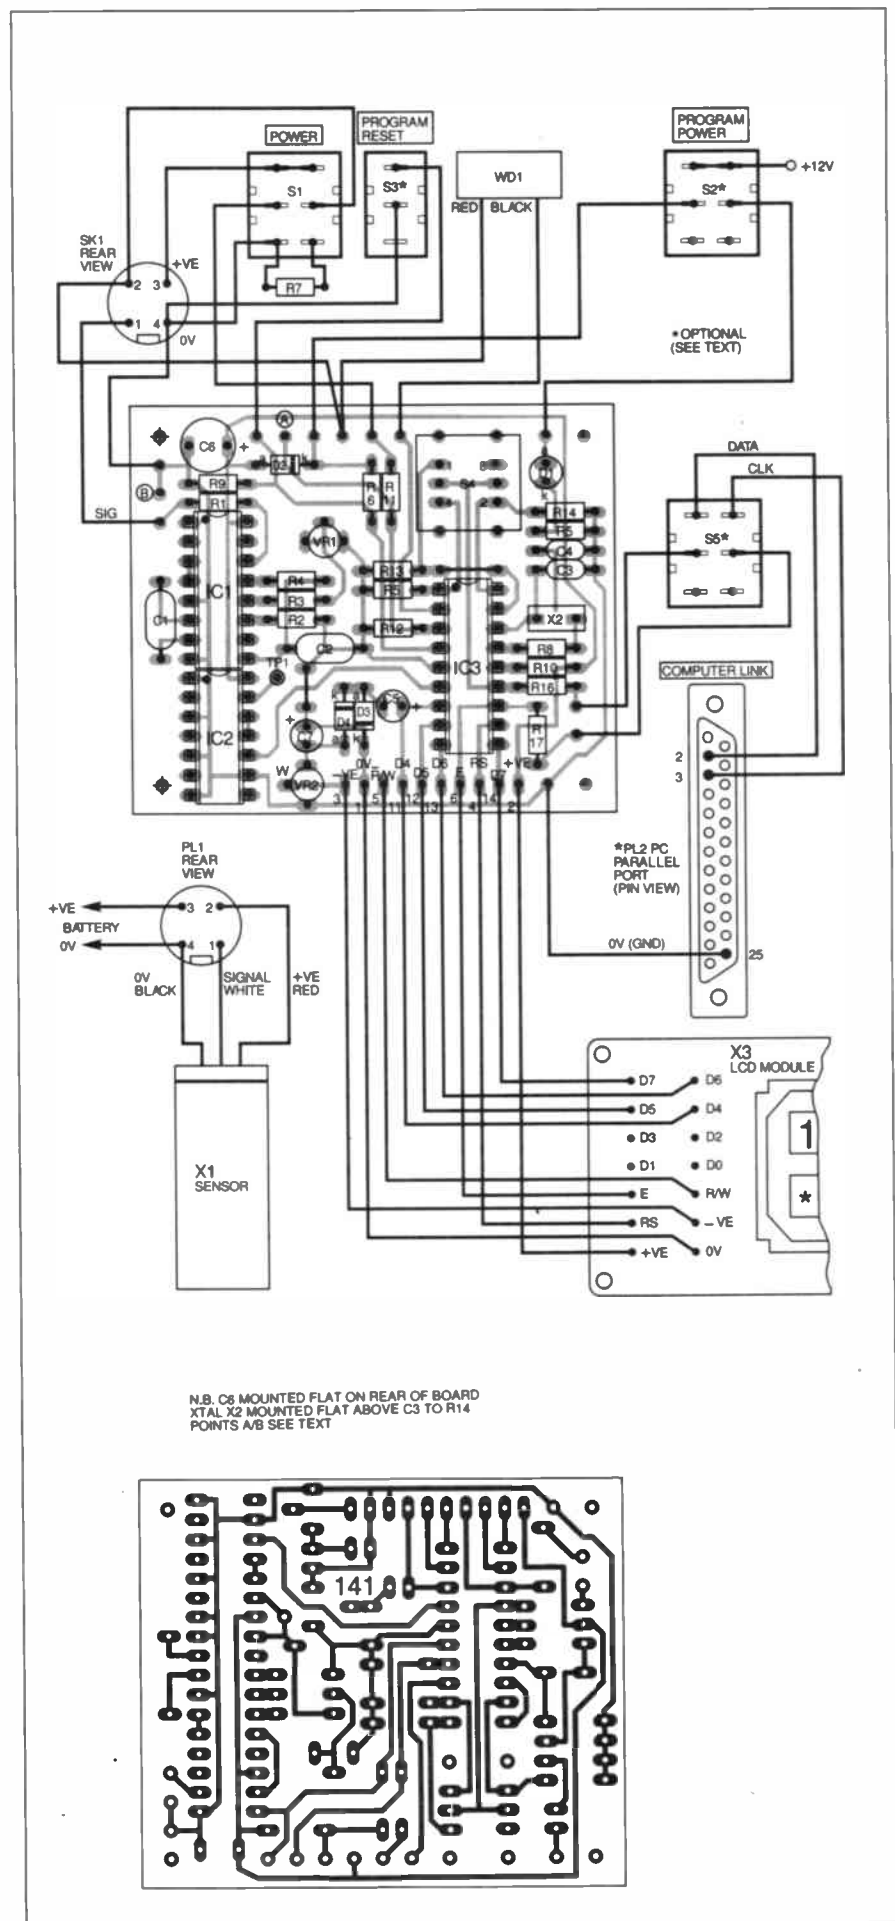 POWER
PROGRAM
RESET
PROGRAM
POWER
S1
S3*
WD1
S2*
+12V
RED
BLACK
SK1
REAR
VIEW
+VE
2
3
R7
1
4
0V
*OPTIONAL
(SEE TEXT)
C6
+
A
D2
DATA
CLK
B
R9
R1
SIG
R
6
R
11
S4
8
2
k
R14
R5
C4
C3
S5*
VR1
IC1
R4
R3
R2
R13
R5
R12
X2
C1
C2
TP1
IC3
R8
R10
R16
COMPUTER LINK
IC2
k
a
D4
D3
a
k
C5
+
+
C7
R
17
W
VR2
–VE
0V
R/W
D4
D5
D6
E
RS
D7
+VE
3
1
5
11
12
13
6
4
14
2
2
3
PL1
REAR
VIEW
*PL2 PC
PARALLEL
PORT
(PIN VIEW)
+VE
3
2
BATTERY
0V
4
1
0V (GND)
25
0V
BLACK
SIGNAL
WHITE
+VE
RED
X3
LCD MODULE
D7
D6
D5
D4
1
D3
D2
D1
D0
X1
SENSOR
E
R/W
*
RS
–VE
+VE
0V
N.B. C6 MOUNTED FLAT ON REAR OF BOARD
XTAL X2 MOUNTED FLAT ABOVE C3 TO R14
POINTS A/B SEE TEXT
141